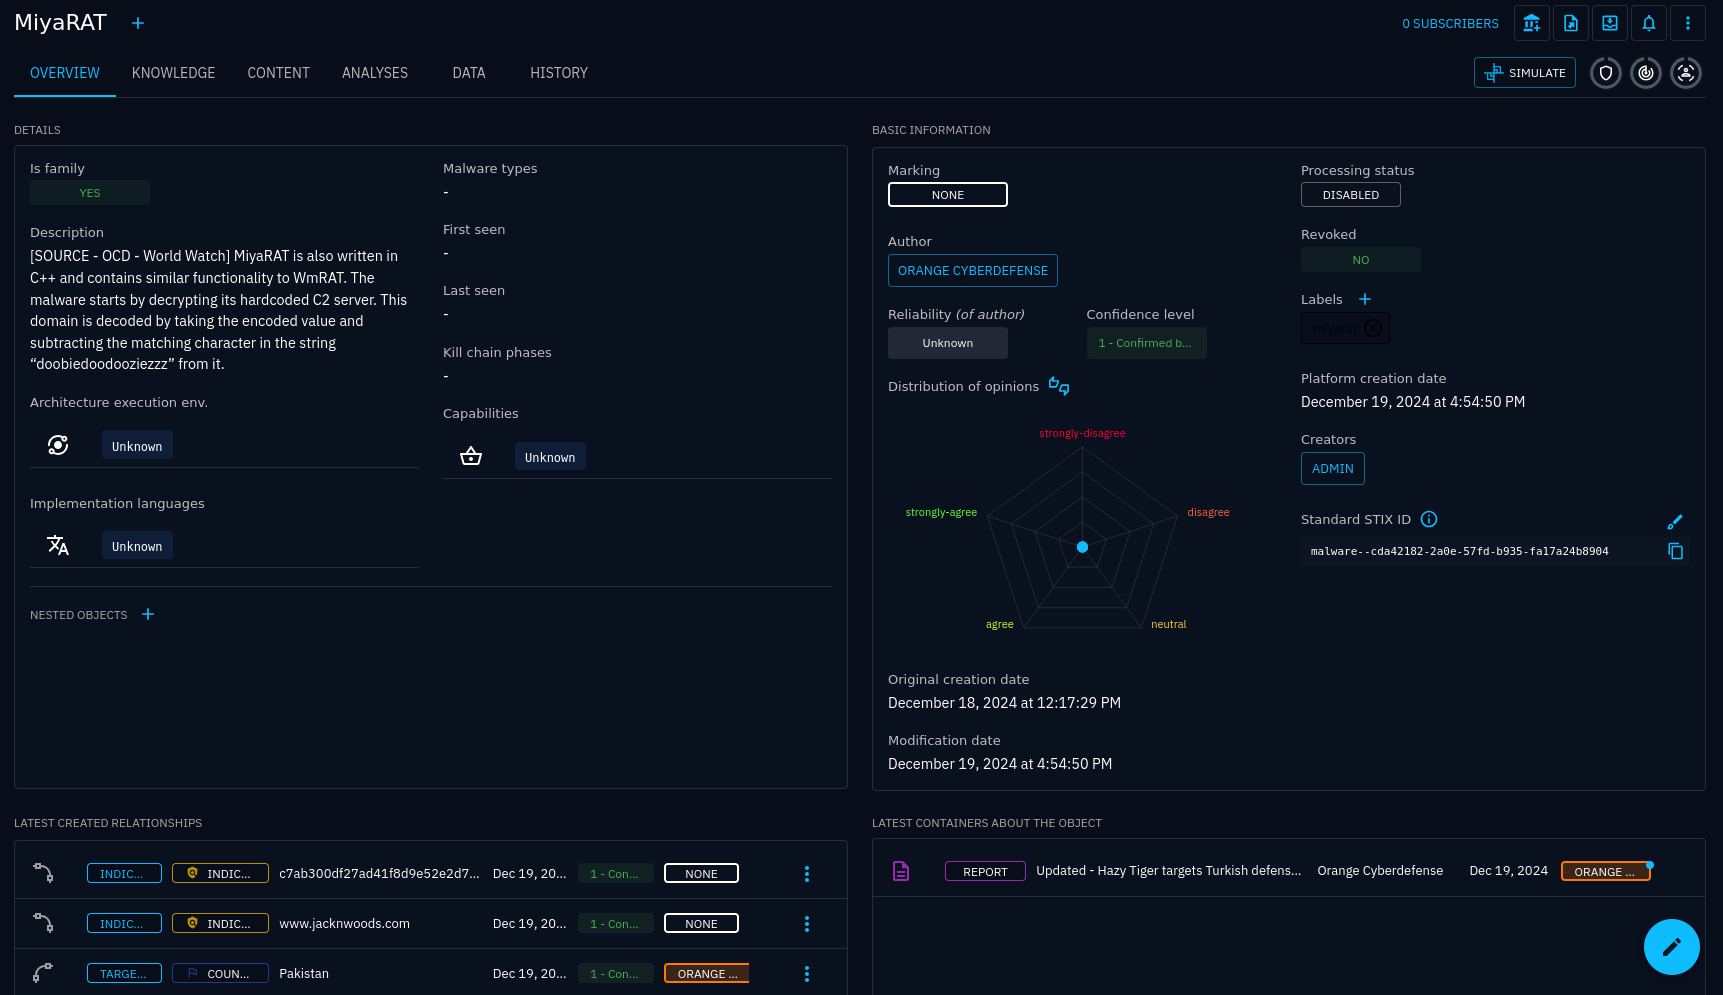 MiyaRAT
0 SUBSCRIBERS
OVERVIEW KNOWLEDGE CONTENT ANALYSES DATA HISTORY
SIMULATE
DETAILS
Is family
YES
Description
[SOURCE - OCD - World Watch] MiyaRAT is also written in
C++ and contains similar functionality to WmRAT. The
malware starts by decrypting its hardcoded C2 server. This
domain is decoded by taking the encoded value and
subtracting the matching character in the string
“doobiedoodooziezzz” from it.
Architecture execution env.
Unknown
Implementation languages
Unknown
Malware types
-
First seen
-
Last seen
-
Kill chain phases
-
Capabilities
Unknown
NESTED OBJECTS
BASIC INFORMATION
Marking
NONE
Author
ORANGE CYBERDEFENSE
Reliability (of author)
Unknown
Confidence level
1 - Confirmed b...
Distribution of opinions
strongly-disagree
strongly-agree
disagree
agree
neutral
Original creation date
December 18, 2024 at 12:17:29 PM
Modification date
December 19, 2024 at 4:54:50 PM
Processing status
DISABLED
Revoked
NO
Labels
miyarat
Platform creation date
December 19, 2024 at 4:54:50 PM
Creators
ADMIN
Standard STIX ID
malware--cda42182-2a0e-57fd-b935-fa17a24b8904
LATEST CREATED RELATIONSHIPS
INDIC... INDIC... c7ab300df27ad41f8d9e52e2d7... Dec 19, 20... 1 - Con... NONE
INDIC... INDIC... www.jacknwoods.com Dec 19, 20... 1 - Con... NONE
TARGE... COUN... Pakistan Dec 19, 20... 1 - Con... ORANGE ...
LATEST CONTAINERS ABOUT THE OBJECT
REPORT Updated - Hazy Tiger targets Turkish defens... Orange Cyberdefense Dec 19, 2024 ORANGE ...